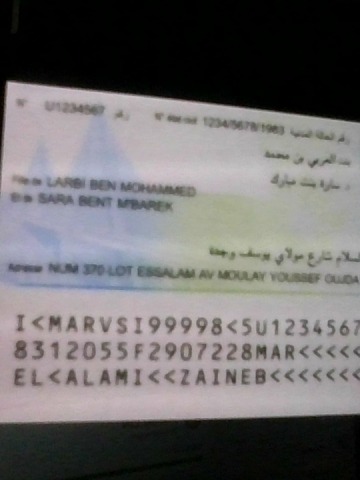 N° U1234567 رقم N° état civil 1234/5678/1983 رقم الحالة المدنية
بنت العربي بن محمد
و سارة بنت مبارك
Fille de LARBI BEN MOHAMMED
Et de SARA BENT M'BAREK
السلام شارع مولاي يوسف وجدة
Adresse NUM 370 LOT ESSALAM AV MOULAY YOUSSEF OUJDA
I<MARVSI99998<5U1234567
8312055F2907228MAR<<<<<
EL<ALAMI<<ZAINEB<<<<<<<